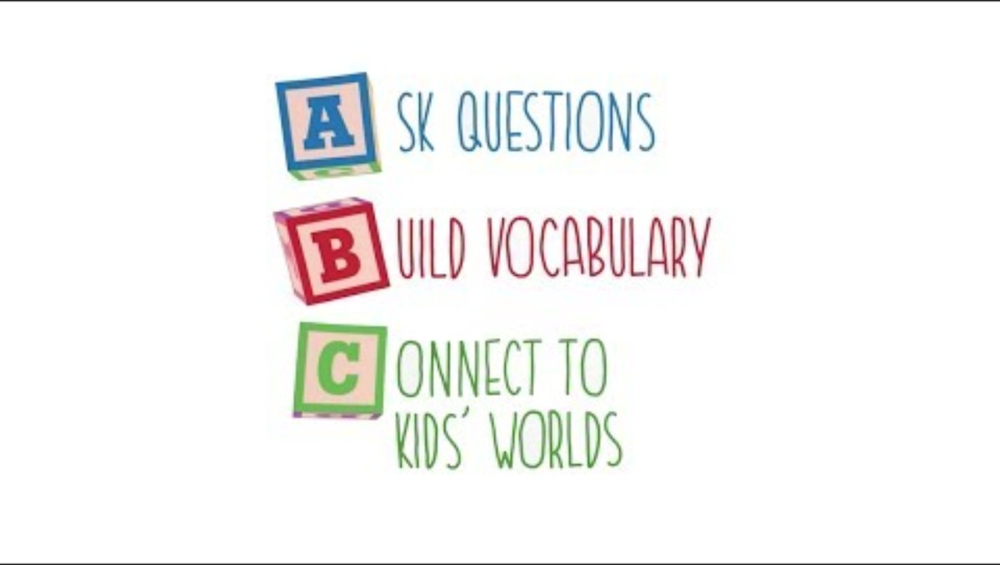 ASK QUESTIONS
BUILD VOCABULARY
CONNECT TO
KIDS' WORLDS